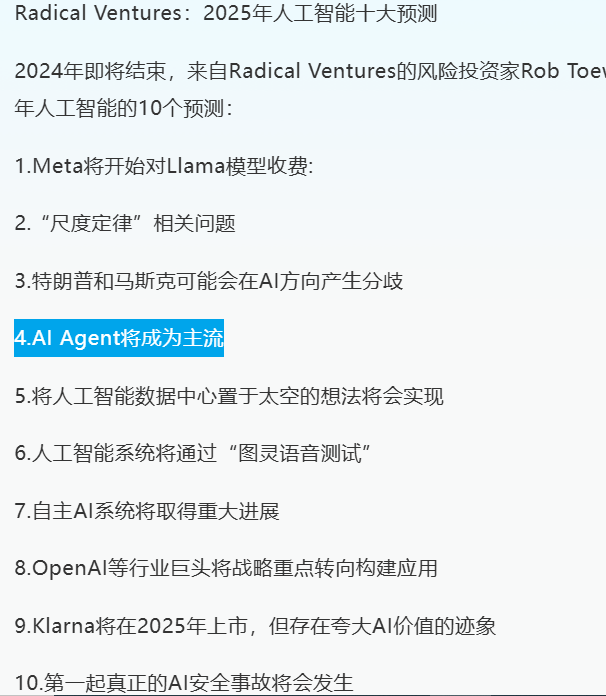 Radical Ventures：2025年人工智能十大预测
2024年即将结束，来自Radical Ventures的风险投资家Rob
年人工智能的10个预测：
1.Meta将开始对Llama模型收费:
2.“尺度定律”相关问题
3.特朗普和马斯克可能会在AI方向产生分歧
4.AI Agent将成为主流
5.将人工智能数据中心置于太空的想法将会实现
6.人工智能系统将通过“图灵语音测试”
7.自主AI系统将取得重大进展
8.OpenAI等行业巨头将战略重点转向构建应用
9.Klarna将在2025年上市，但存在夸大AI价值的迹象
10.第一起真正的AI安全事故将会发生